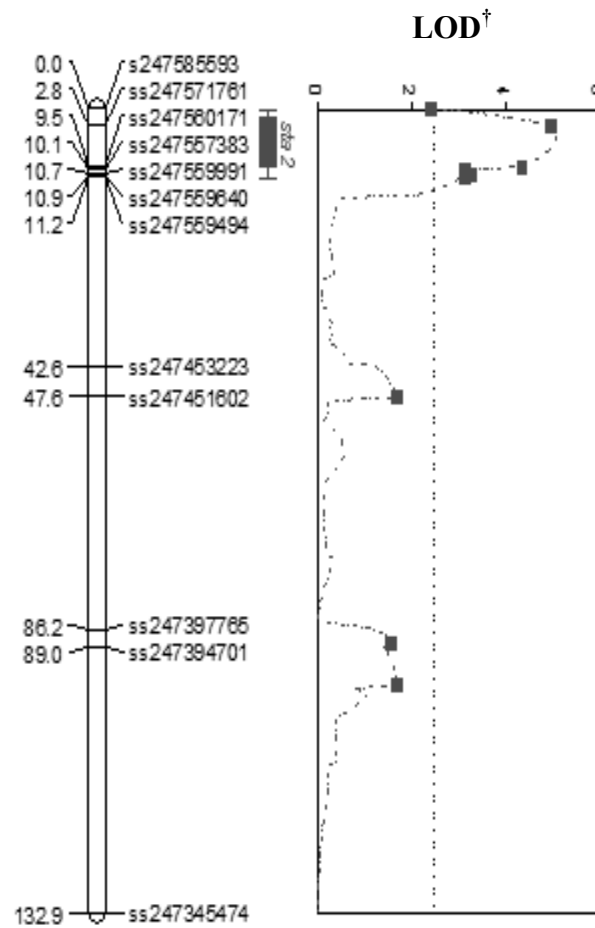 LOD†
0 2 4 6
0.0 s247585593
2.8 ss247571761
9.5 ss247560171
10.1 ss247557383
10.7 ss247559991
10.9 ss247559640
11.2 ss247559494
sta 2
42.6 ss247453223
47.6 ss247451602
86.2 ss247397765
89.0 ss247394701
132.9 ss247345474